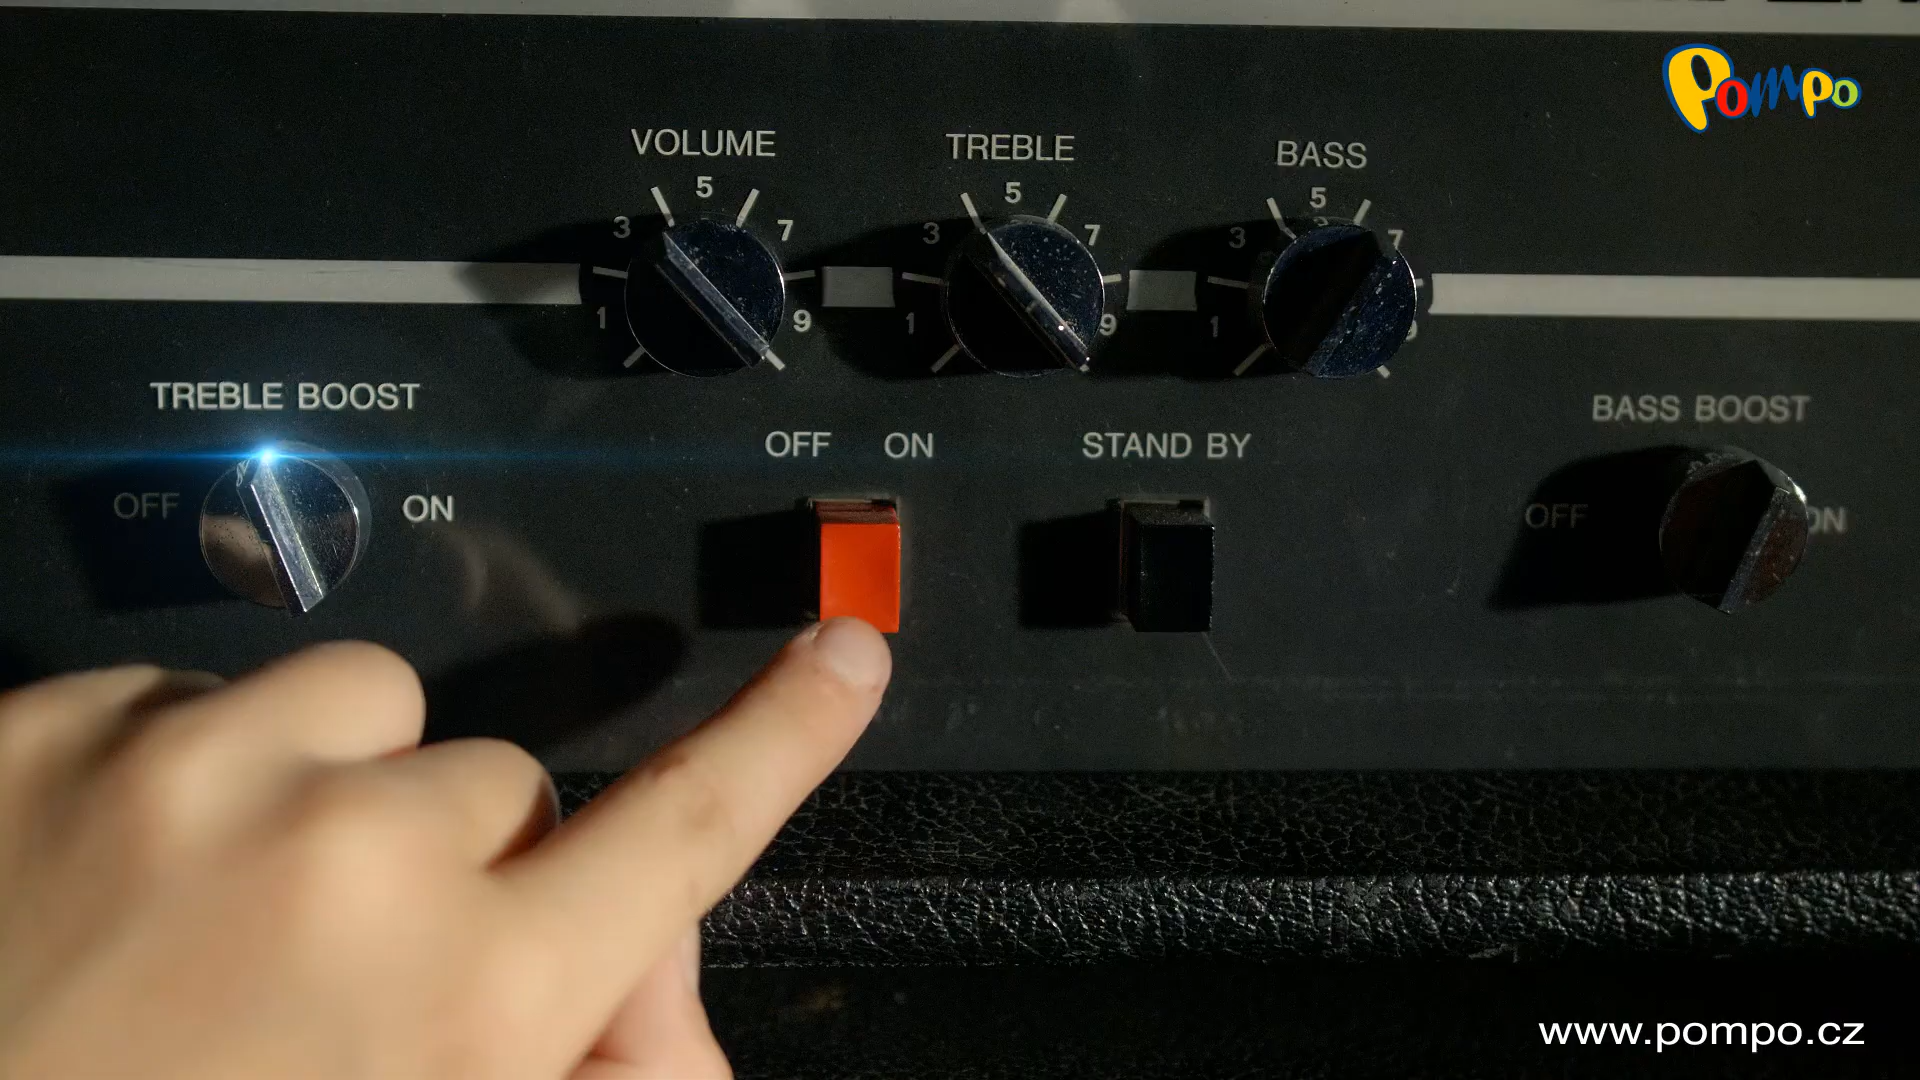 Pompo
VOLUME TREBLE BASS
5 5 5
3 7 3 7 3 7
1 9 1 9 1
TREBLE BOOST
BASS BOOST
OFF ON STAND BY
OFF ON
OFF ON
www.pompo.cz